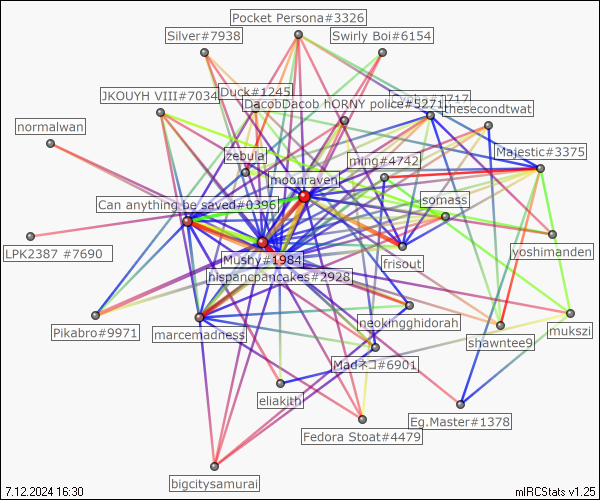 Pocket Persona#3326
Silver#7938
Swirly Boi#6154
Duck#1245
JKOUYH VIII#7034
DacobDacob hORNY police#5271
1717
thesecondtwat
normalwan
zebula
ming#4742
Majestic#3375
moonraven
Can anything be saved#0396
somass
LPK2387 #7690
yoshimanden
Mushy#1984
frisout
hispancpancakes#2928
Pikabro#9971
marcemadness
neokingghidorah
shawntee9
mukszi
Madネコ#6901
eliakith
Eg.Master#1378
Fedora Stoat#4479
bigcitysamurai
7.12.2024 16:30
mIRCStats v1.25